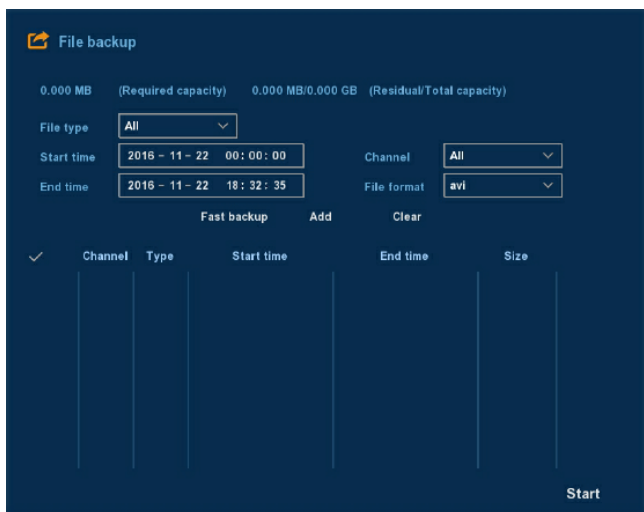 File backup
0.000 MB (Required capacity) 0.000 MB/0.000 GB (Residual/Total capacity)
File type All
Start time 2016 - 11 - 22 00: 00: 00 Channel All
End time 2016 - 11 - 22 18: 32: 35 File format avi
Fast backup Add Clear
Channel Type Start time End time Size
Start